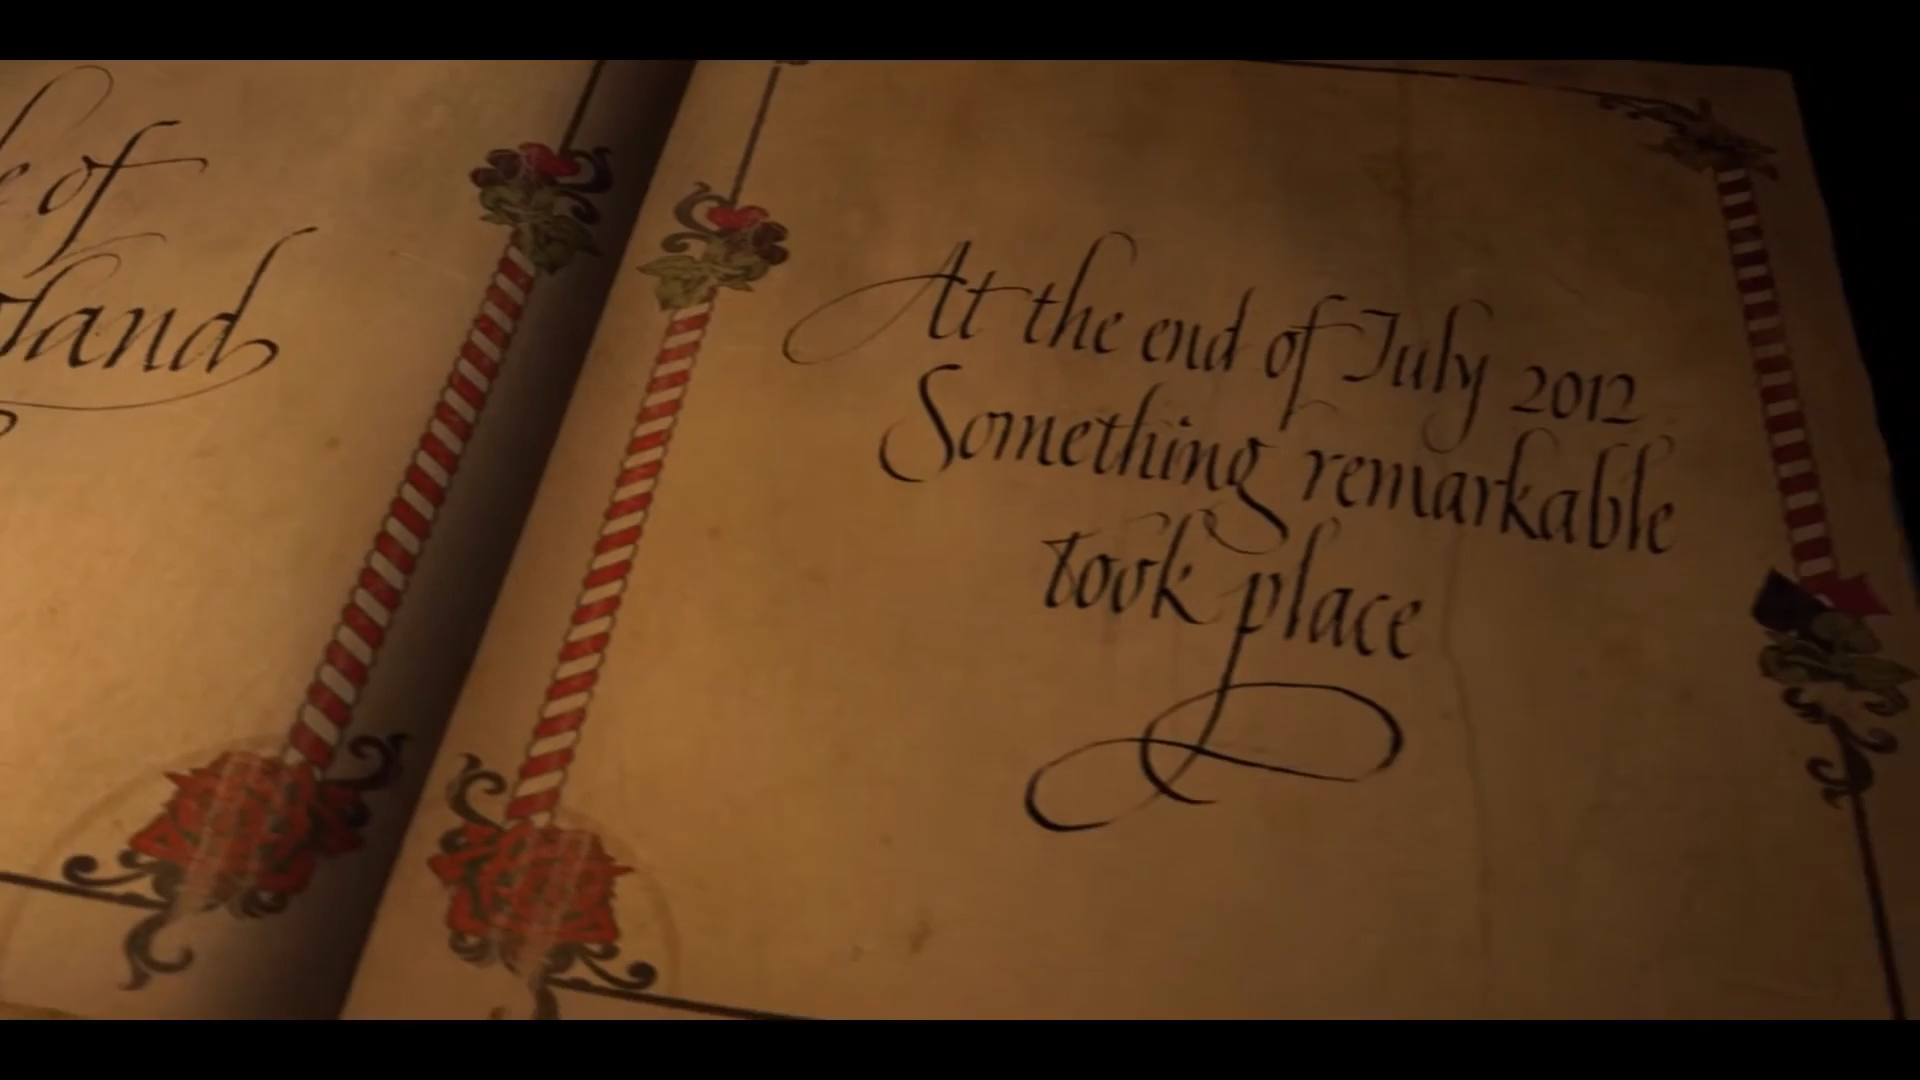 of
land
At the end of July 2012
Something remarkable
took place